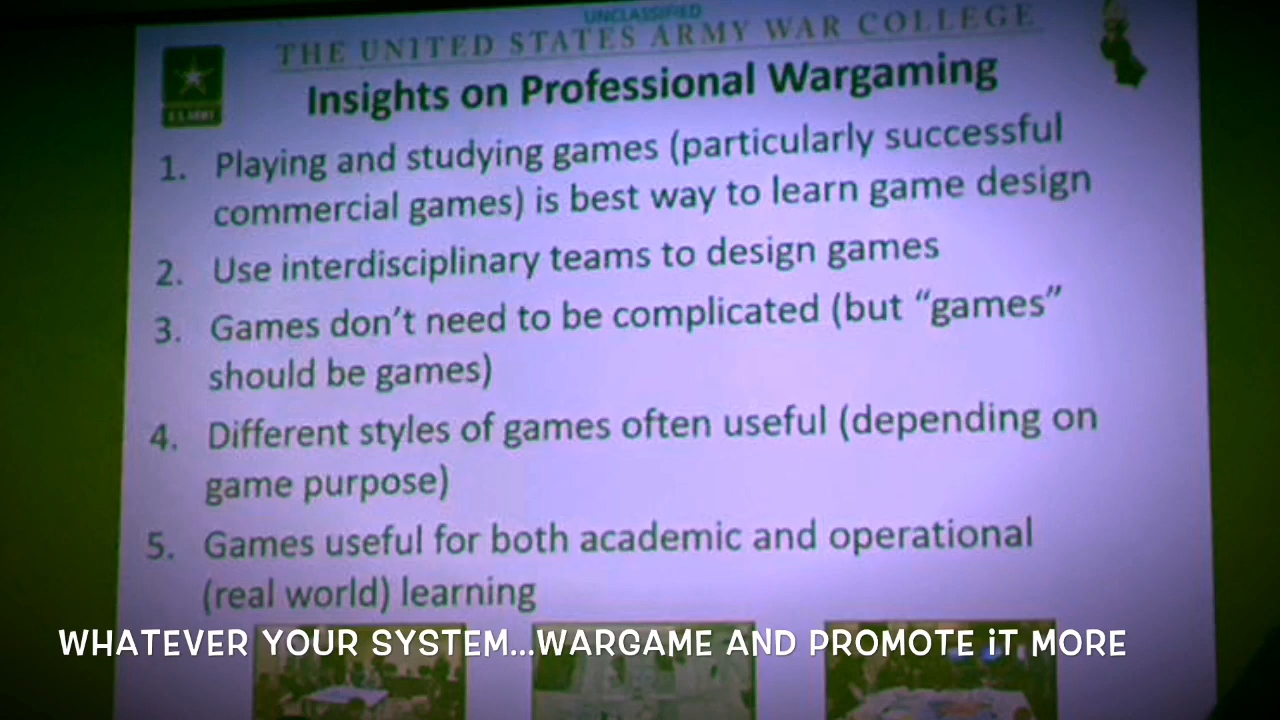 UNCLASSIFIED
THE UNITED STATES ARMY WAR COLLEGE
Insights on Professional Wargaming
U.S. ARMY
1. Playing and studying games (particularly successful
commercial games) is best way to learn game design
2. Use interdisciplinary teams to design games
3. Games don't need to be complicated (but “games”
should be games)
4. Different styles of games often useful (depending on
game purpose)
5. Games useful for both academic and operational
(real world) learning
WHATEVER YOUR SYSTEM...WARGAME AND PROMOTE iT MORE